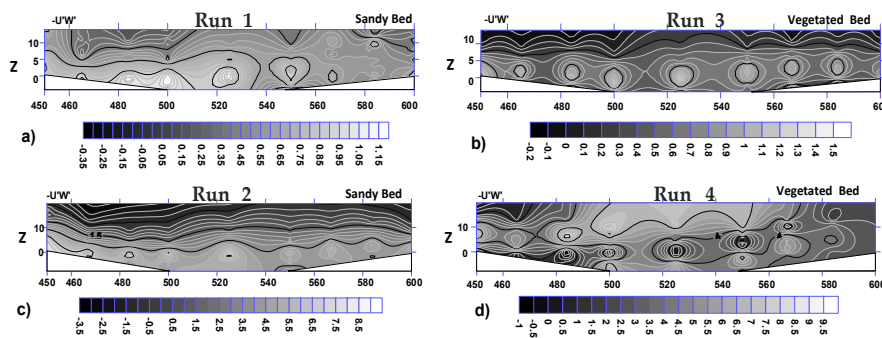 -U'W' Run 1 Sandy Bed
10
Z
0
450 480 500 520 540 560 580 600
a)
-0.35 -0.05 0.05 0.15 0.25 0.35 0.45 0.55 0.65 0.75 0.85 0.95 1.05 1.15
-U'W' Run 3 Vegetated Bed
10
5
Z
0
450 480 500 520 540 560 580 600
b)
-0.2 -0.1 0 0.1 0.2 0.3 0.4 0.5 0.6 0.7 0.8 0.9 1 1.1 1.2 1.3 1.4 1.5
-U'W' Run 2 Sandy Bed
10
Z
0
1.5
450 480 500 520 540 560 580 600
c)
-3.5 -2.5 -1.5 -0.5 0.5 1.5 2.5 3.5 4.5 5.5 6.5 7.5 8.5
-U'W' Run 4 Vegetated Bed
10
Z
0
450 480 500 520 540 560 580 600
d)
-1 -0.5 0 0.5 1 1.5 2 2.5 3 3.5 4 4.5 5 5.5 6 6.5 7 7.5 8 8.5 9 9.5